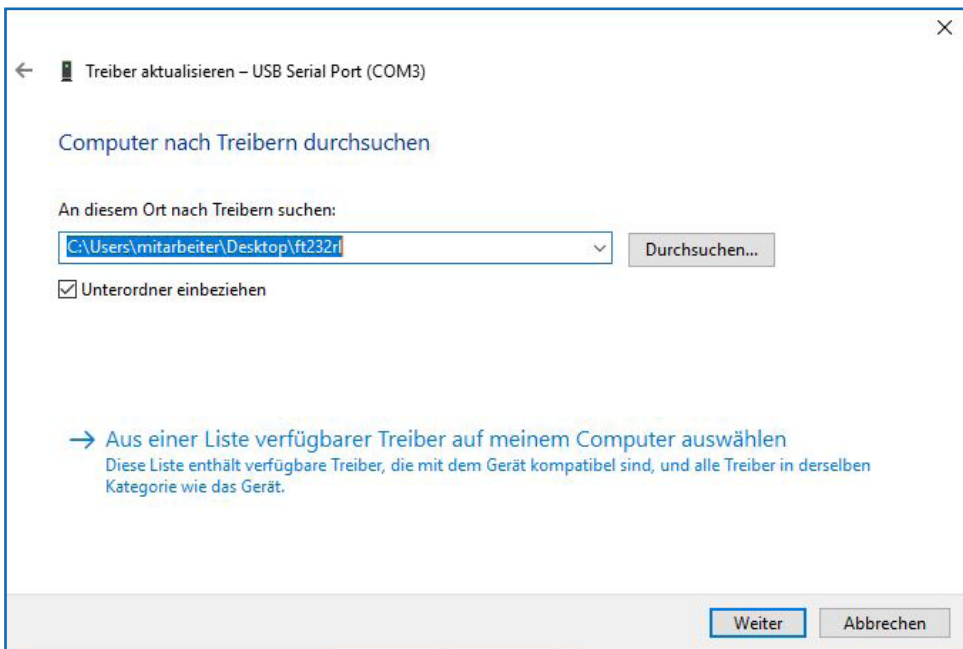 Treiber aktualisieren – USB Serial Port (COM3)
Computer nach Treibern durchsuchen
An diesem Ort nach Treibern suchen:
C:\Users\mitarbeiter\Desktop\ft232rl
Durchsuchen...
Unterordner einbeziehen
Aus einer Liste verfügbarer Treiber auf meinem Computer auswählen
Diese Liste enthält verfügbare Treiber, die mit dem Gerät kompatibel sind, und alle Treiber in derselben
Kategorie wie das Gerät.
Weiter
Abbrechen